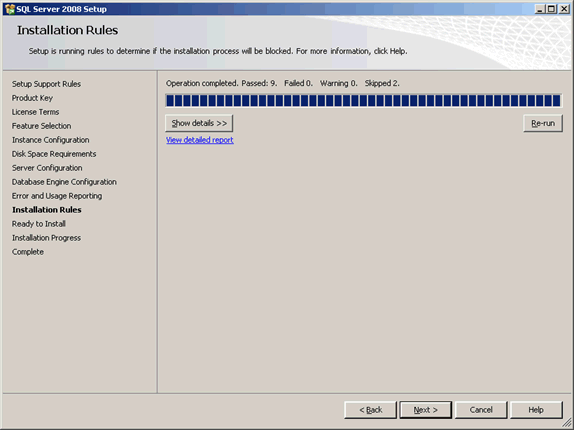 SQL Server 2008 Setup
Installation Rules
Setup is running rules to determine if the installation process will be blocked. For more information, click Help.
Setup Support Rules
Product Key
License Terms
Feature Selection
Instance Configuration
Disk Space Requirements
Server Configuration
Database Engine Configuration
Error and Usage Reporting
Installation Rules
Ready to Install
Installation Progress
Complete
Operation completed. Passed: 9. Failed 0. Warning 0. Skipped 2.
Show details >>
Re-run
View detailed report
< Back
Next >
Cancel
Help